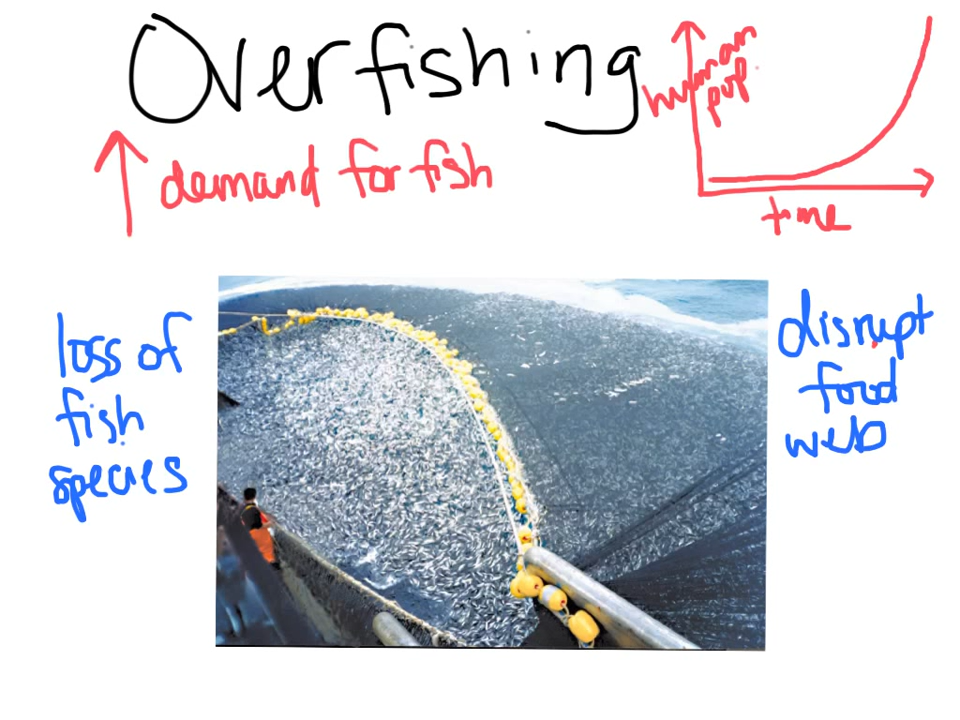 Overfishing
human
pop.
time
↑ demand for fish
loss of
fish
species
disrupt
food
web